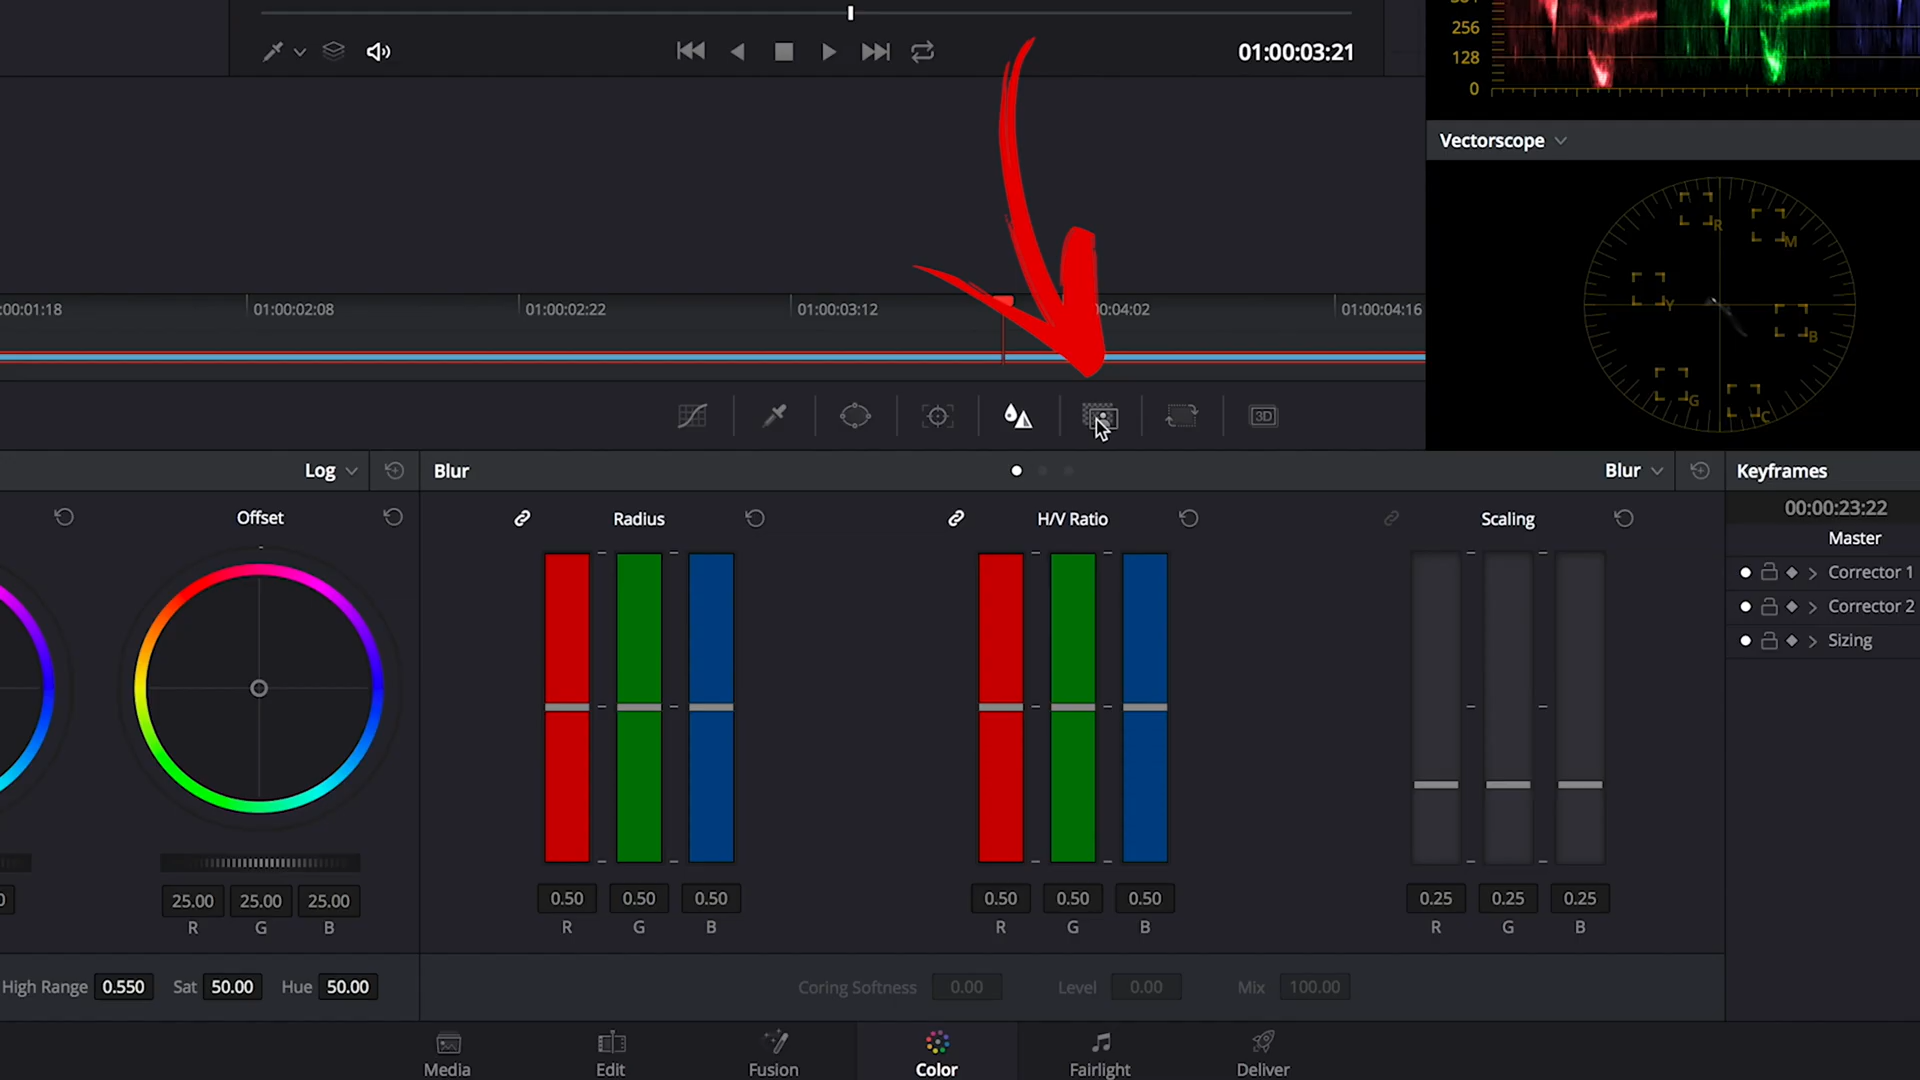 01:00:03:21
384
256
128
0
Vectorscope
R
M
Y
B
G
C
:00:01:18
01:00:02:08
01:00:02:22
01:00:03:12
00:04:02
01:00:04:16
3D
Log
Blur
Blur
Keyframes
00:00:23:22
Offset
Radius
H/V Ratio
Scaling
Master
Corrector 1
Corrector 2
Sizing
25.00 25.00 25.00
R G B
0.50 0.50 0.50
R G B
0.50 0.50 0.50
R G B
0.25 0.25 0.25
R G B
High Range 0.550 Sat 50.00 Hue 50.00
Coring Softness 0.00 Level 0.00 Mix 100.00
Media
Edit
Fusion
Color
Fairlight
Deliver